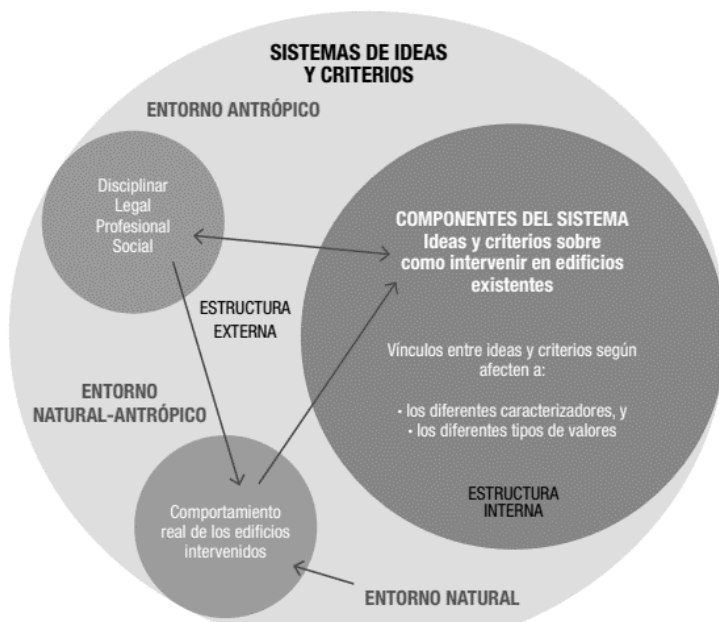 SISTEMAS DE IDEAS
Y CRITERIOS
ENTORNO ANTRÓPICO
Disciplinar
Legal
Profesional
Social
COMPONENTES DEL SISTEMA
Ideas y criterios sobre
como intervenir en edificios
existentes
ESTRUCTURA
EXTERNA
Vínculos entre ideas y criterios según
afecten a:
• los diferentes caracterizadores, y
• los diferentes tipos de valores
ENTORNO
NATURAL-ANTRÓPICO
ESTRUCTURA
INTERNA
Comportamiento
real de los edificios
intervenidos
ENTORNO NATURAL